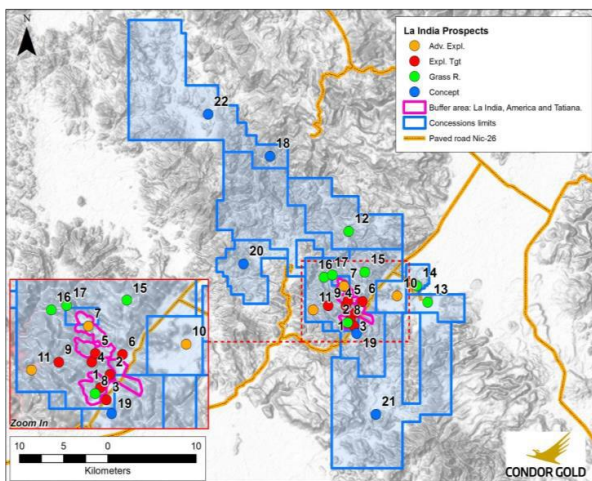 N
La India Prospects
Adv. Expl.
Expl. Tgt
Grass R.
Concept
Buffer area: La India, America and Tatiana.
Concessions limits
Paved road Nic-26
22
18
12
20
16 17
7
15
14
10
13
9 4 5 6
11
2 8
1 3
19
21
15
16 17
7
5
6
10
9
4
2
11
1
8 3
19
Zoom In
10 5 0 10
Kilometers
CONDOR GOLD